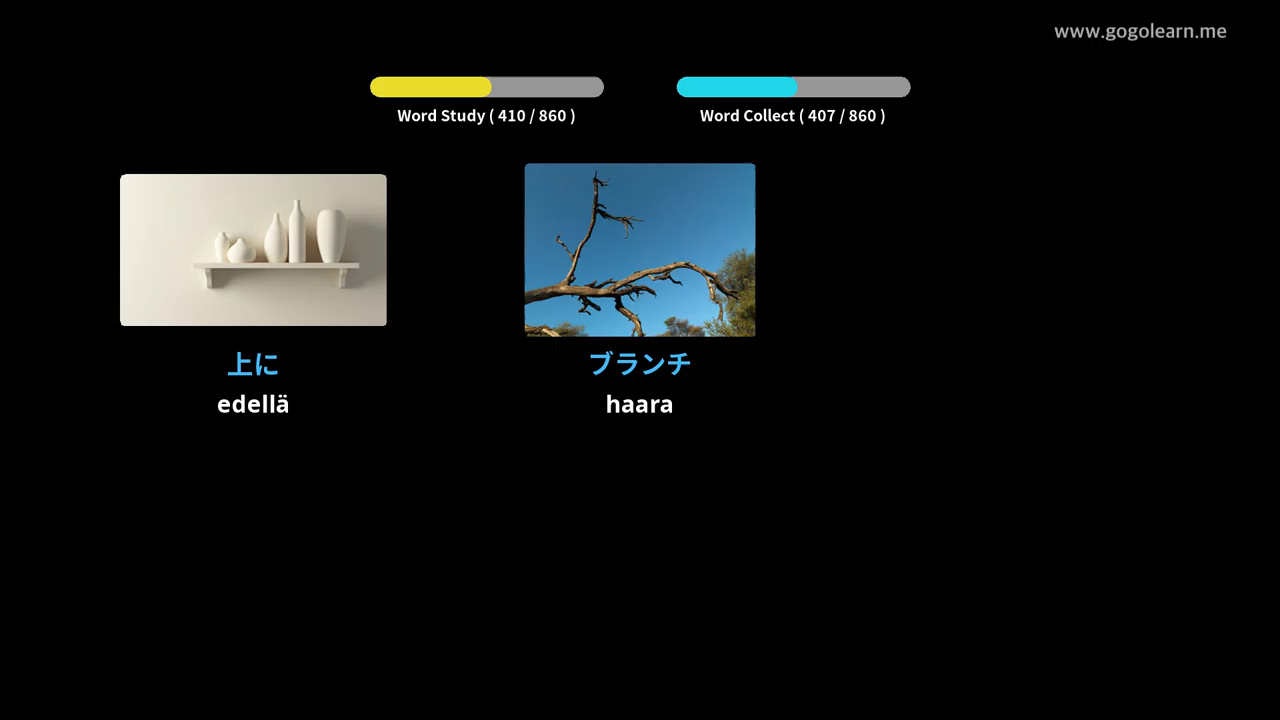 www.gogolearn.me
Word Study ( 410 / 860 )
Word Collect ( 407 / 860 )
上に
edellä
ブランチ
haara